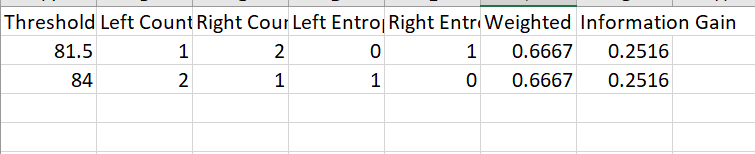 Threshold Left Count Right Cour Left Entro Right Entr Weighted Information Gain
81.5 1 2 0 1 0.6667 0.2516
84 2 1 1 0 0.6667 0.2516